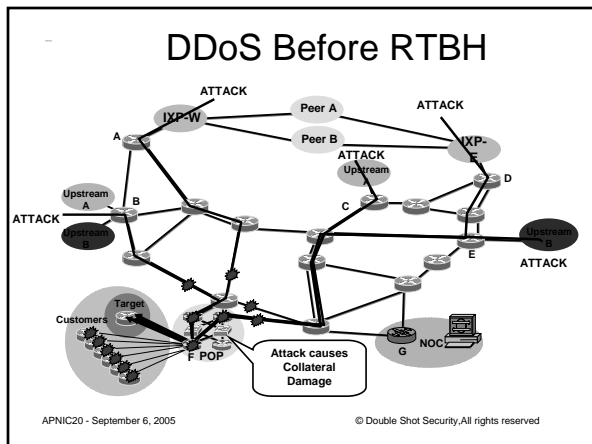 DDoS Before RTBH
ATTACK
ATTACK
IXP-W
Peer A
A
Peer B
IXP-E
ATTACK
Upstream
A
D
Upstream
A
B
C
ATTACK
Upstream
B
Upstream
B
E
ATTACK
Target
Customers
F
POP
NOC
G
Attack causes
Collateral
Damage
APNIC20 - September 6, 2005
© Double Shot Security,All rights reserved